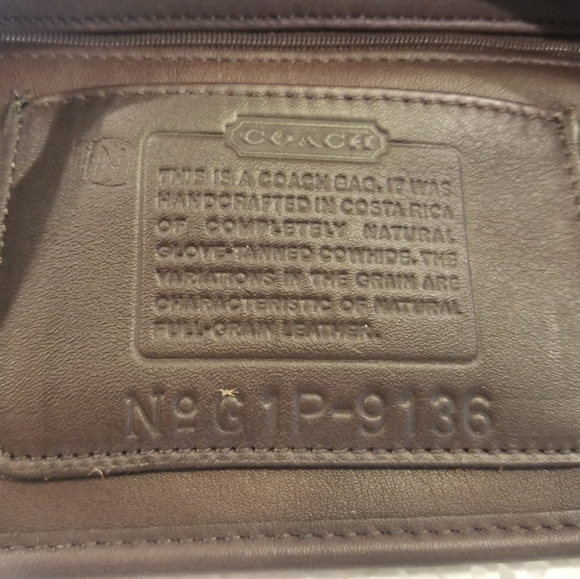 COACH
N
THIS IS A COACH BAG. IT WAS
HANDCRAFTED IN COSTA RICA
OF COMPLETELY NATURAL
GLOVE-TANNED COWHIDE. THE
VARIATIONS IN THE GRAIN ARE
CHARACTERISTIC OF NATURAL
FULL-GRAIN LEATHER.
Nº G1P-9136